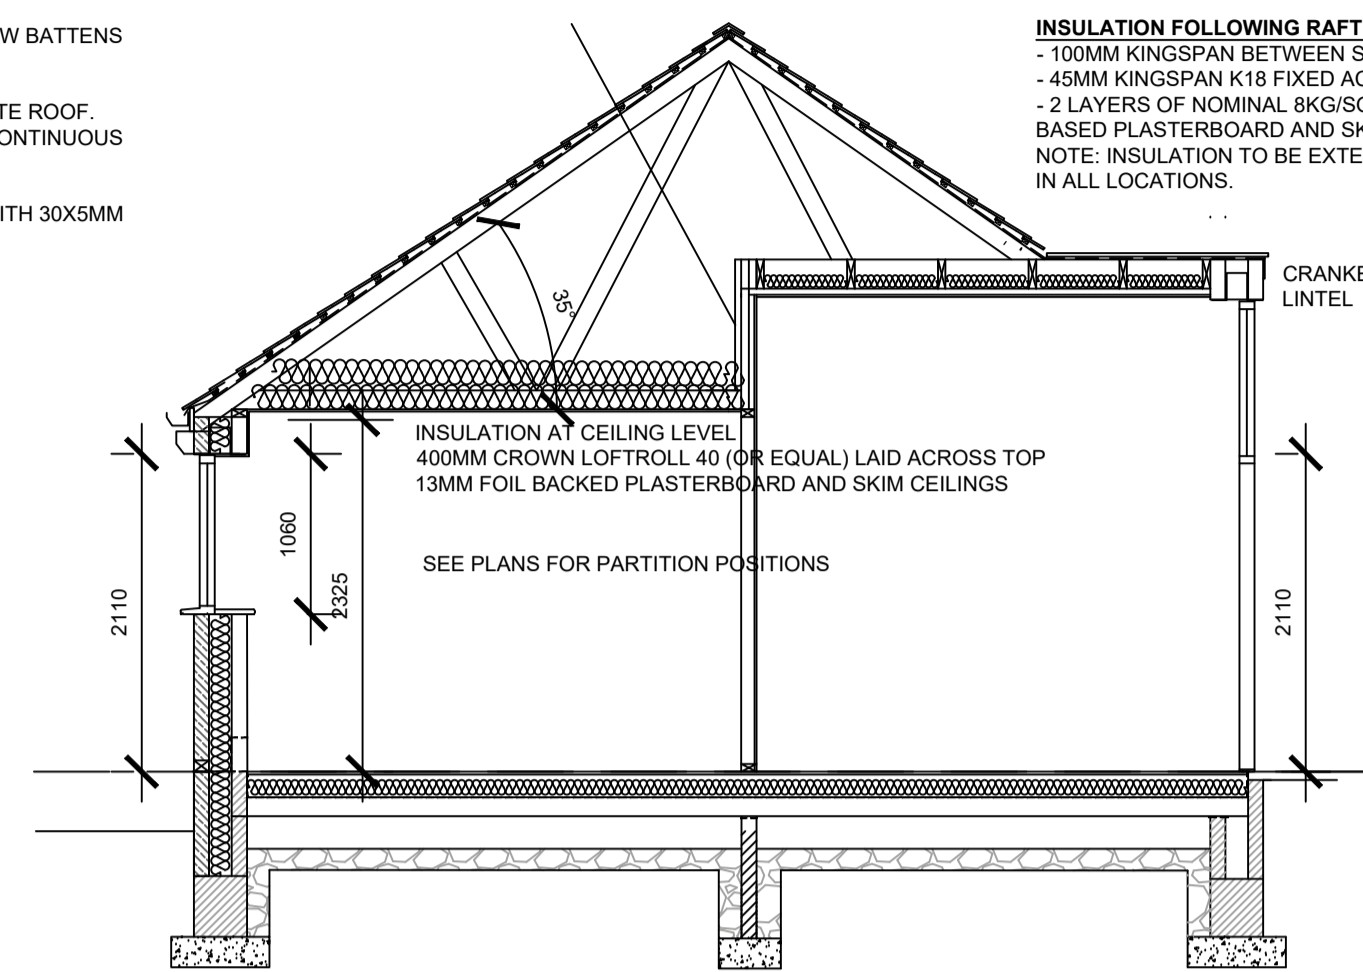 W BATTENS
TE ROOF.
ONTINUOUS
ITH 30X5MM
INSULATION FOLLOWING RAFT
- 100MM KINGSPAN BETWEEN S
- 45MM KINGSPAN K18 FIXED AC
- 2 LAYERS OF NOMINAL 8KG/SQ
BASED PLASTERBOARD AND SK
NOTE: INSULATION TO BE EXTE
IN ALL LOCATIONS.
CRANKE
LINTEL
35°
INSULATION AT CEILING LEVEL
400MM CROWN LOFTROLL 40 (OR EQUAL) LAID ACROSS TOP
13MM FOIL BACKED PLASTERBOARD AND SKIM CEILINGS
SEE PLANS FOR PARTITION POSITIONS
2110
1060
2325
2110